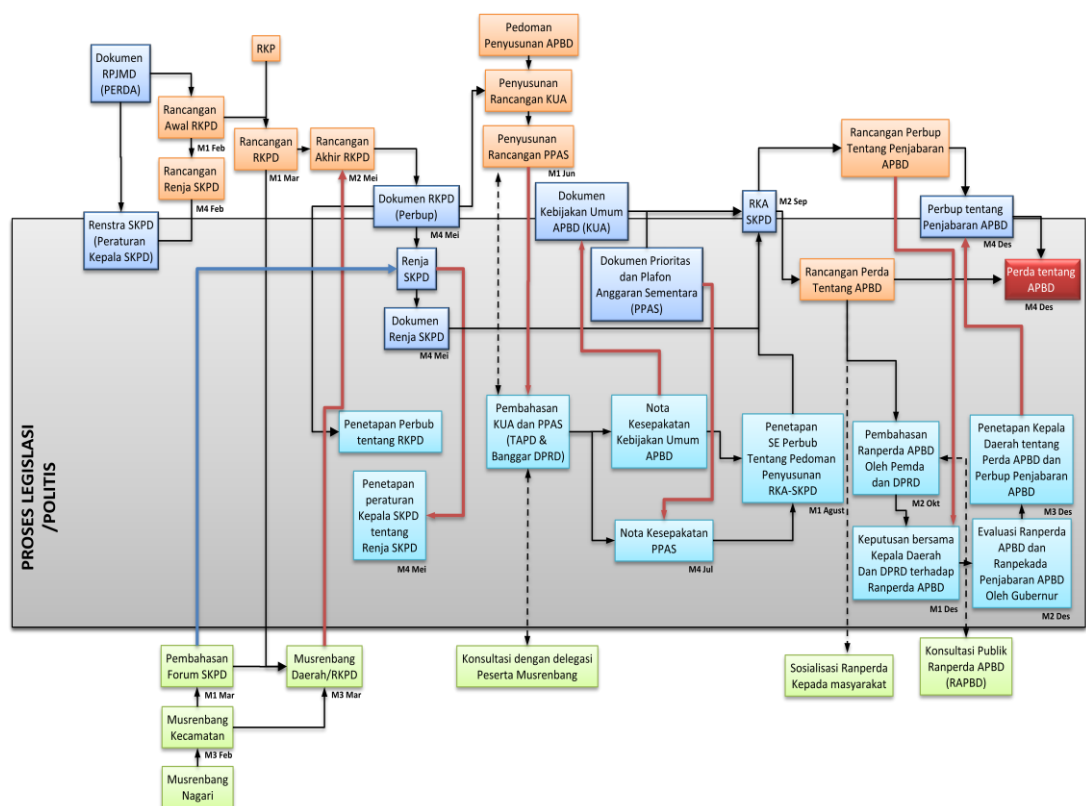 Pedoman
Penyusunan APBD
RKP
Dokumen
RPJMD
(PERDA)
Penyusunan
Rancangan KUA
Rancangan
Awal RKPD
M1 Feb
Rancangan
RKPD
M1 Mar
Rancangan
Akhir RKPD
M2 Mei
Penyusunan
Rancangan PPAS
M1 Jun
Rancangan Perbup
Tentang Penjabaran
APBD
Rancangan
Renja SKPD
M4 Feb
Dokumen RKPD
(Perbup)
M4 Mei
Dokumen
Kebijakan Umum
APBD (KUA)
RKA
SKPD
M2 Sep
Perbup tentang
Penjabaran
APBD
M4 Des
Renstra SKPD
(Peraturan
Kepala SKPD)
Renja
SKPD
Dokumen Prioritas
dan Plafon
Anggaran Sementara
(PPAS)
Rancangan Perda
Tentang APBD
Perda tentang
APBD
M4 Des
Dokumen
Renja SKPD
M4 Mei
PROSES LEGISLASI
/POLITIS
Penetapan Perbub
tentang RKPD
Pembahasan
KUA dan PPAS
(TAPD &
Banggar DPRD)
Nota
Kesepakatan
Kebijakan Umum
APBD
Penetapan
SE Perbub
Tentang Pedoman
Penyusunan
RKA-SKPD
M1 Agust
Pembahasan
Ranperda APBD
Oleh Pemda
dan DPRD
M2 Okt
Penetapan Kepala
Daerah tentang
Perda APBD dan
Perbup Penjabaran
APBD
M3 Des
Penetapan
peraturan
Kepala SKPD
tentang
Renja SKPD
M4 Mei
Nota Kesepakatan
PPAS
M4 Jul
Keputusan bersama
Kepala Daerah
Dan DPRD terhadap
Ranperda APBD
M1 Des
Evaluasi Ranperda
APBD dan
Ranpekada
Penjabaran APBD
Oleh Gubernur
M2 Des
Pembahasan
Forum SKPD
M1 Mar
Musrenbang
Daerah/RKPD
M3 Mar
Konsultasi dengan delegasi
Peserta Musrenbang
Sosialisasi Ranperda
Kepada masyarakat
Konsultasi Publik
Ranperda APBD
(RAPBD)
Musrenbang
Kecamatan
M3 Feb
Musrenbang
Nagari